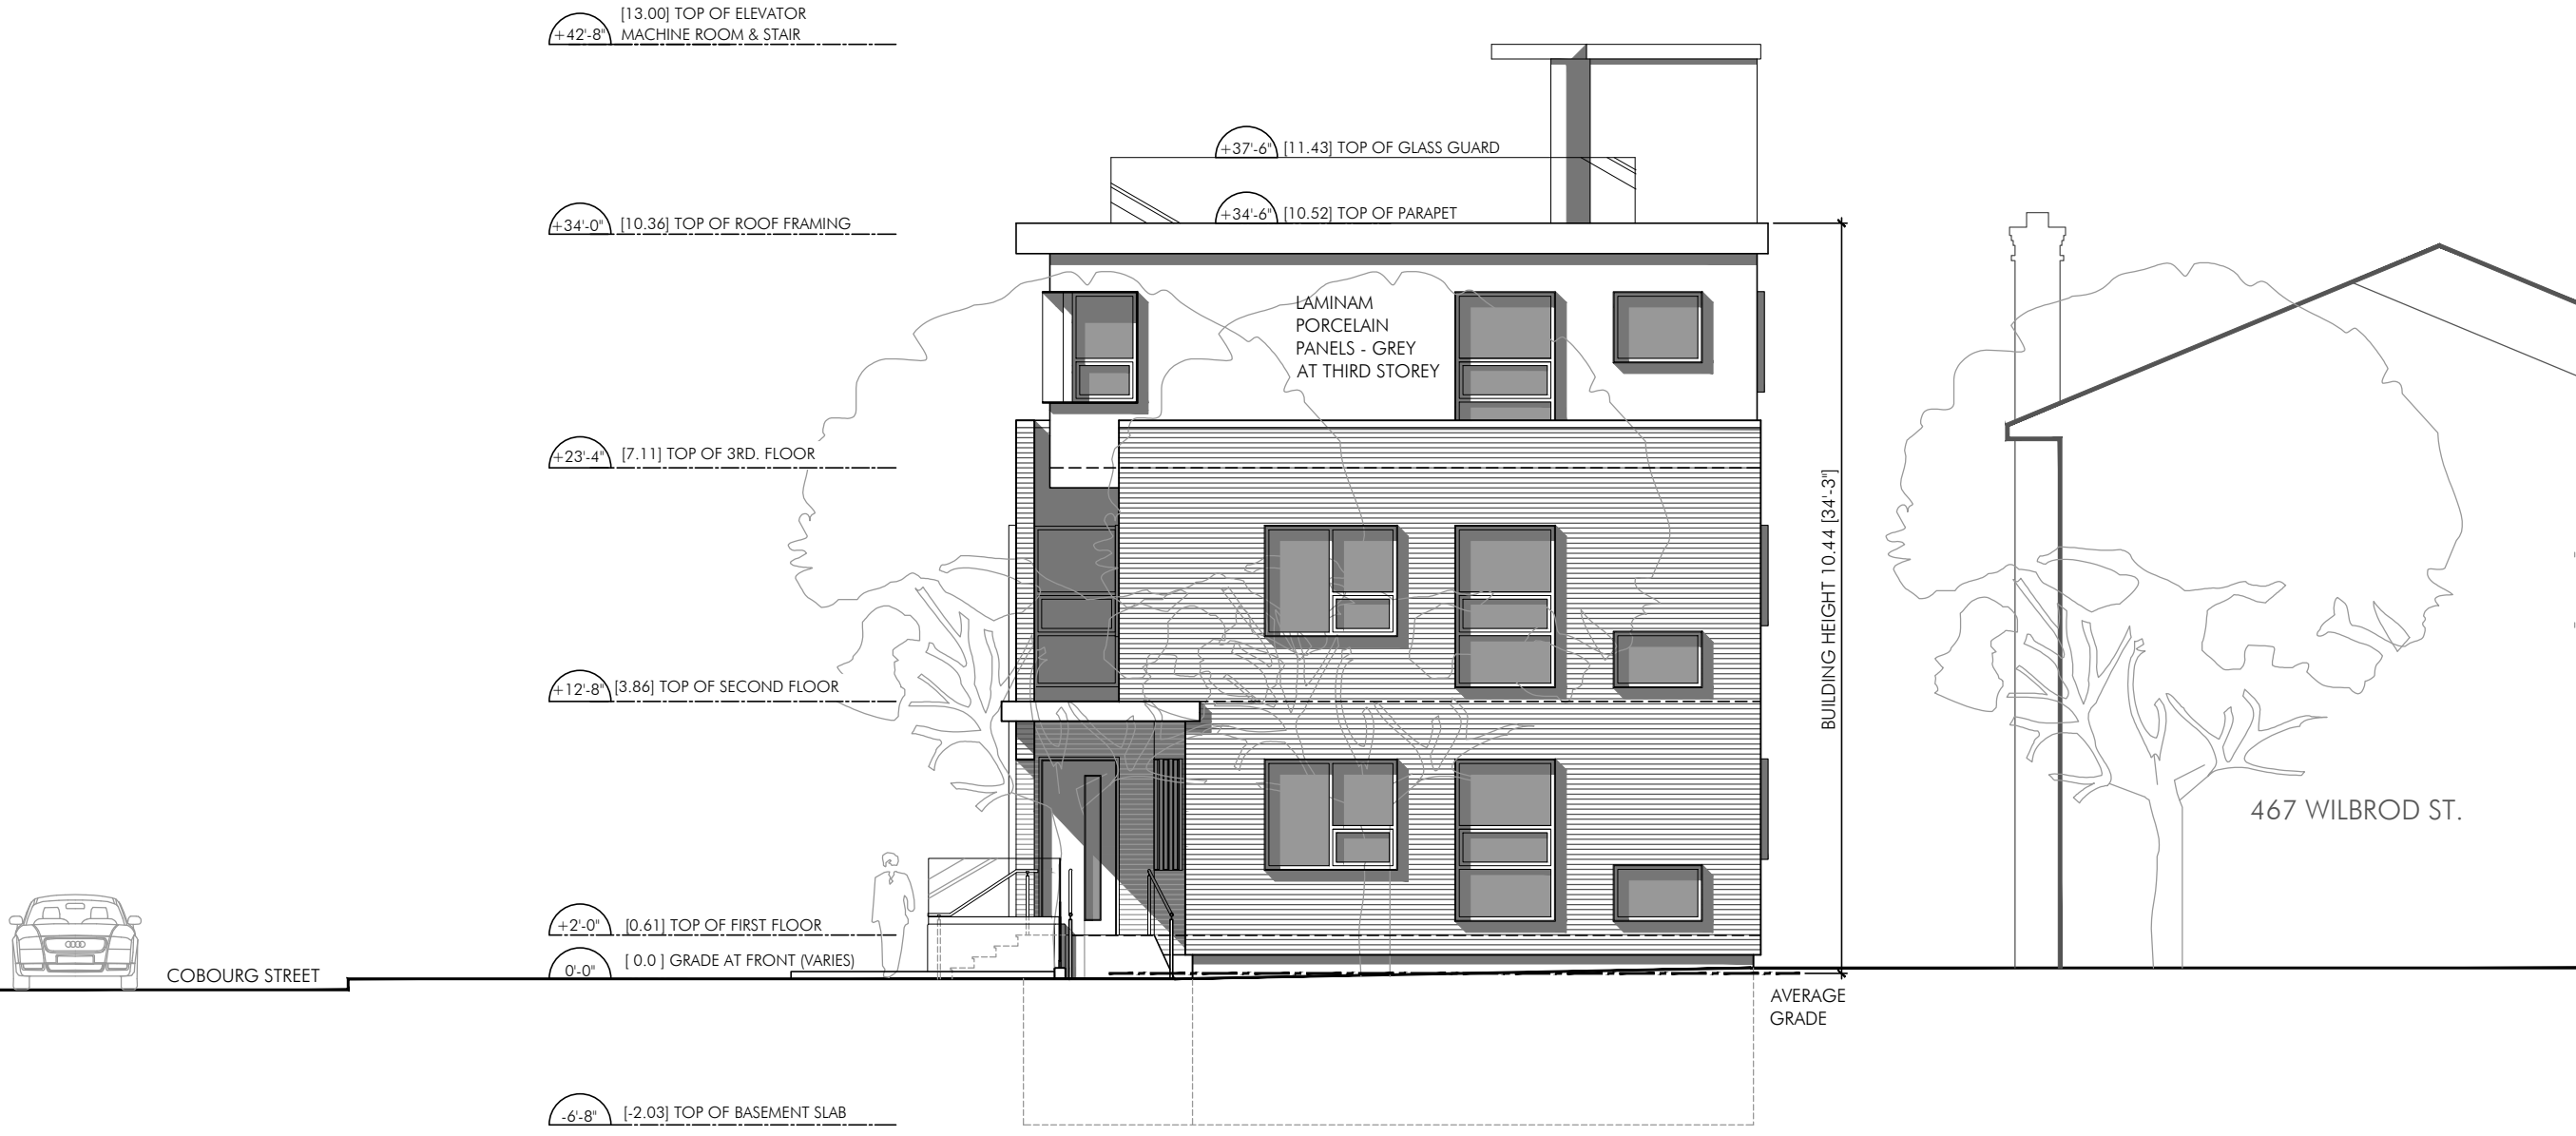 [13.00] TOP OF ELEVATOR
+42'-8" MACHINE ROOM & STAIR
+37'-6" [11.43] TOP OF GLASS GUARD
+34'-6" [10.52] TOP OF PARAPET
+34'-0" [10.36] TOP OF ROOF FRAMING
LAMINAM
PORCELAIN
PANELS - GREY
AT THIRD STOREY
+23'-4" [7.11] TOP OF 3RD. FLOOR
BUILDING HEIGHT 10.44 [34'-3"]
+12'-8" [3.86] TOP OF SECOND FLOOR
467 WILBROD ST.
+2'-0" [0.61] TOP OF FIRST FLOOR
0'-0" [ 0.0 ] GRADE AT FRONT (VARIES)
COBOURG STREET
AVERAGE
GRADE
-6'-8" [-2.03] TOP OF BASEMENT SLAB